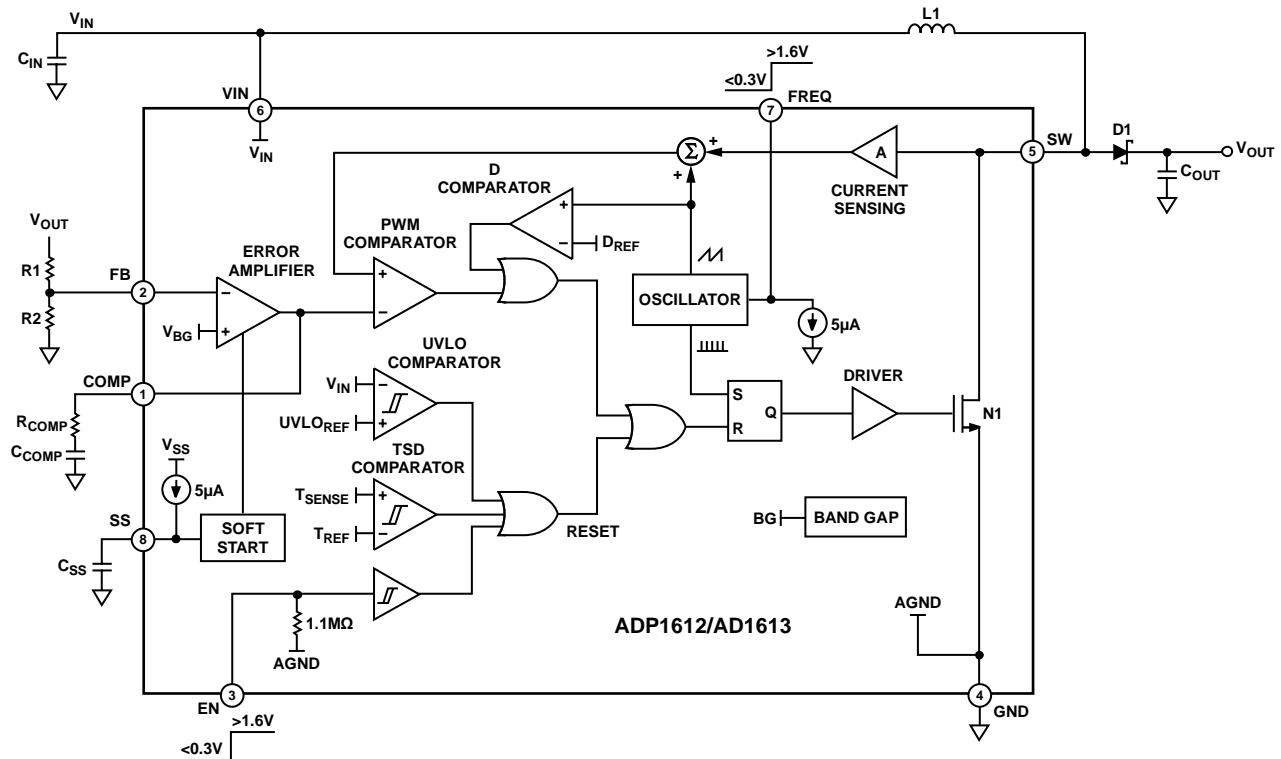 VIN
L1
CIN
>1.6V
<0.3V
VIN
6
VIN
7
FREQ
+
Σ
+
A
CURRENT
SENSING
5
SW
D1
VOUT
COUT
D
COMPARATOR
+
−
DREF
PWM
COMPARATOR
+
−
VOUT
R1
FB
2
R2
ERROR
AMPLIFIER
−
VBG
+
OSCILLATOR
5µA
COMP
1
RCOMP
CCOMP
UVLO
COMPARATOR
VIN
−
UVLOREF
+
TSD
COMPARATOR
TSENSE
+
TREF
−
S
R
Q
DRIVER
N1
VSS
5µA
SS
8
CSS
SOFT
START
RESET
BG
BAND GAP
1.1MΩ
AGND
AGND
ADP1612/AD1613
3
EN
>1.6V
<0.3V
4
GND